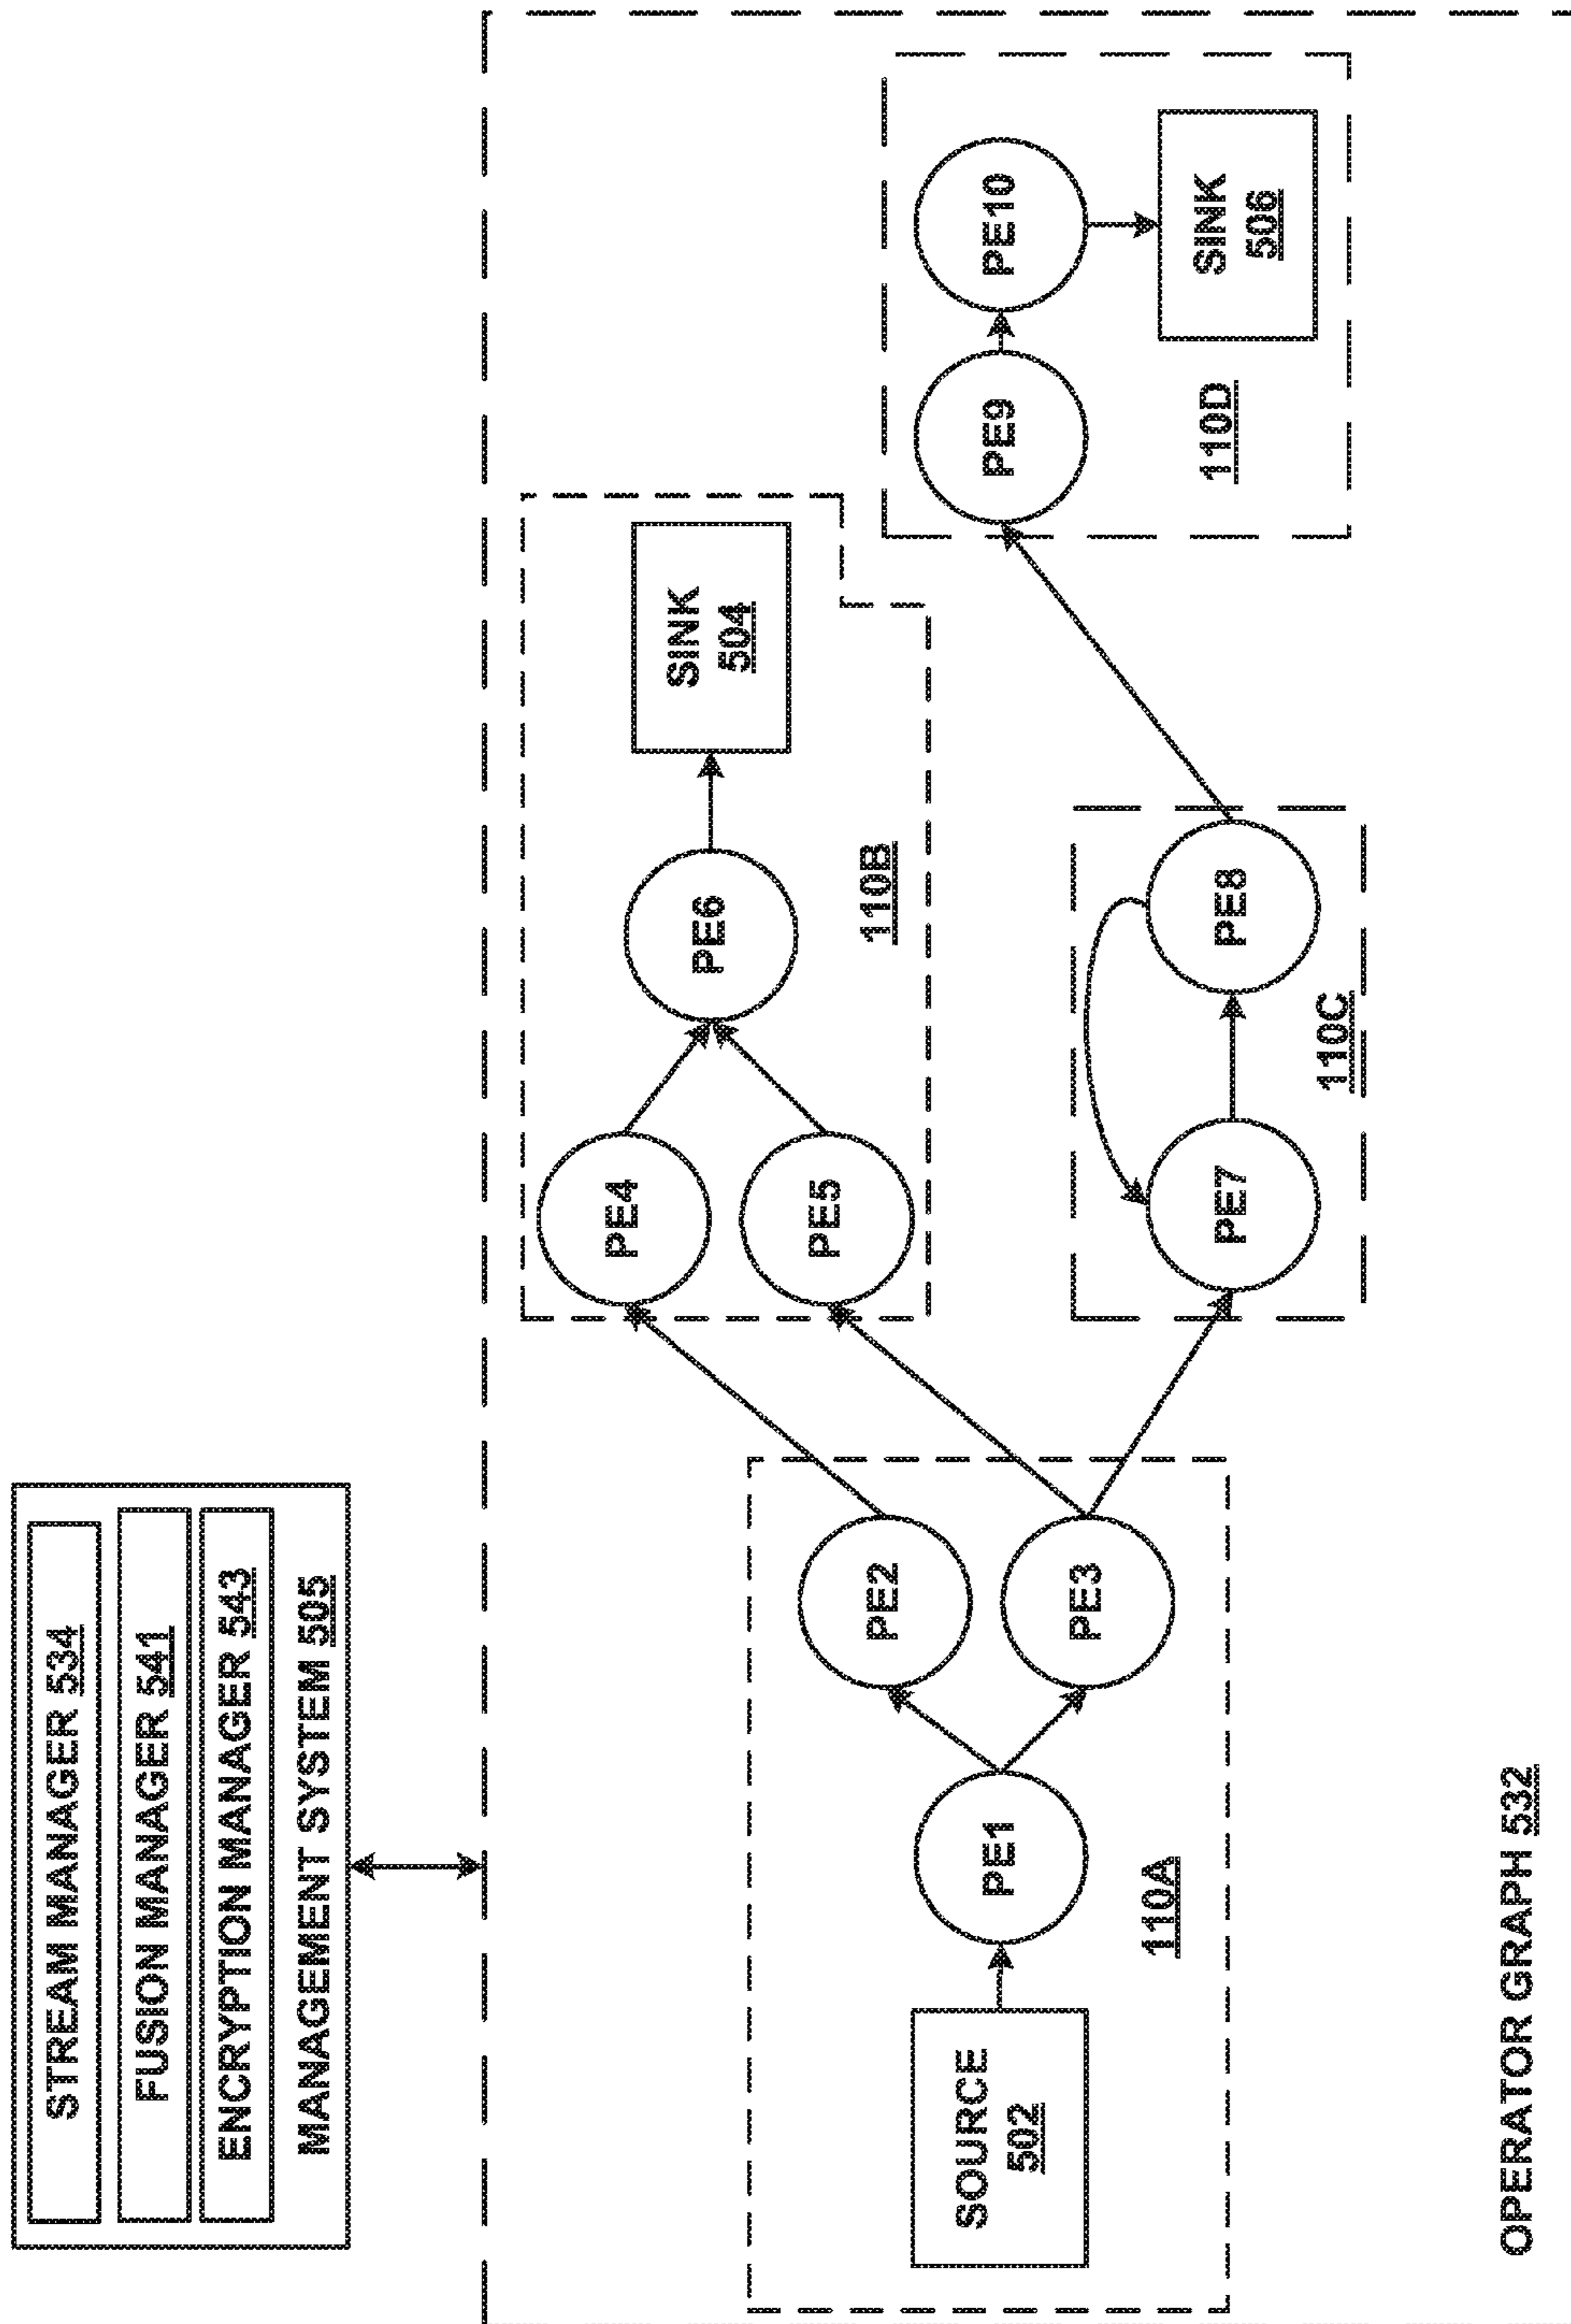 STREAM MANAGER 534
FUSION MANAGER 541
ENCRYPTION MANAGER 543
MANAGEMENT SYSTEM 505
SOURCE
502
PE1
PE2
PE3
110A
PE4
PE5
PE6
SINK
504
110B
PE7
PE8
110C
PE9
PE10
SINK
506
110D
OPERATOR GRAPH 532